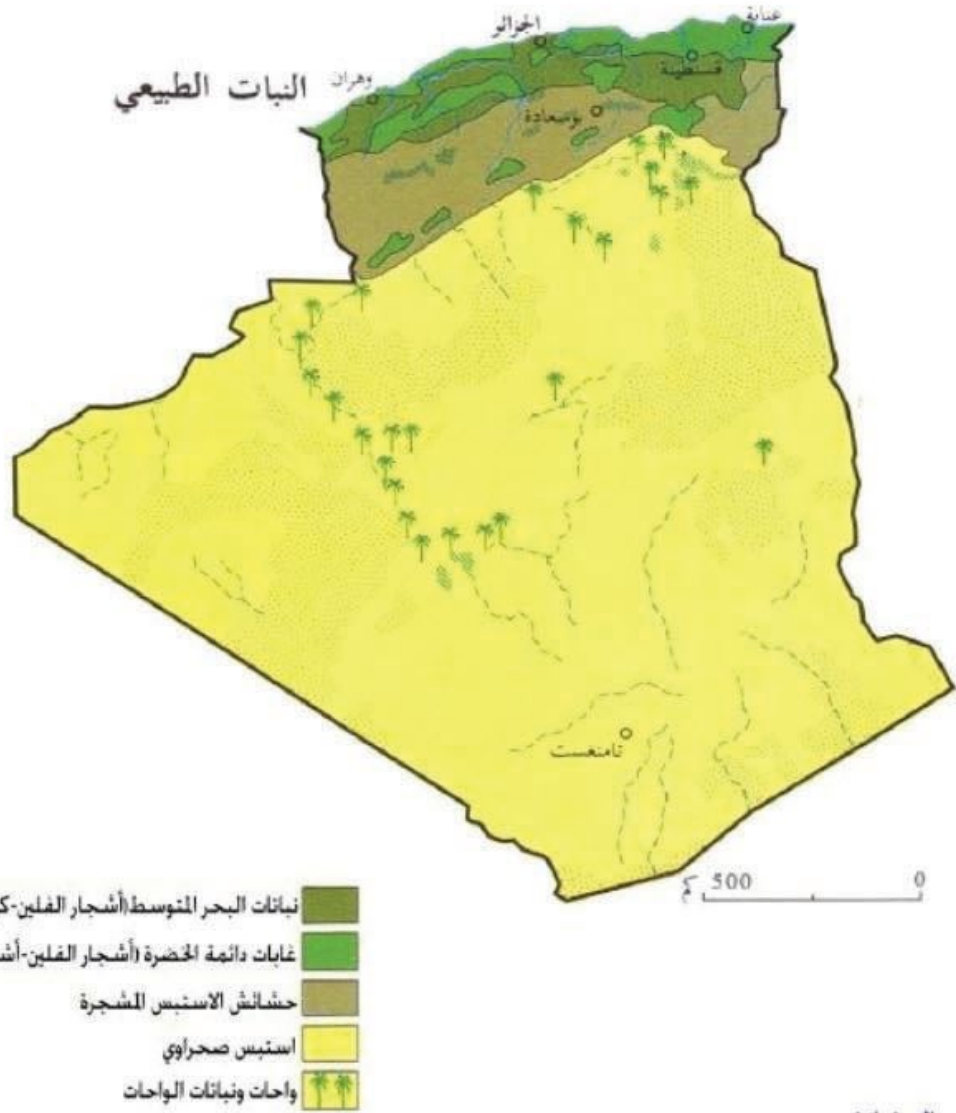 النبات الطبيعي
عنابة
الجزائر
قسنطينة
وهران
بوسعادة
تامنغست
كم 500 0
نباتات البحر المتوسط (أشجار الفلين-
غابات دائمة الخضرة (أشجار الفلين-
حشائش الاستبس المشجرة
استبس صحراوي
واحات ونباتات الواحات